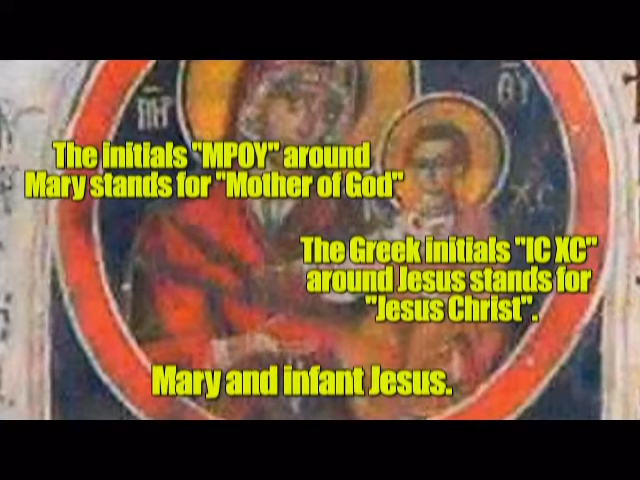 ΘΥ
The initials "MPOY" around
Mary stands for "Mother of God"
X C
The Greek initials "IC XC"
around Jesus stands for
"Jesus Christ".
Mary and infant Jesus.